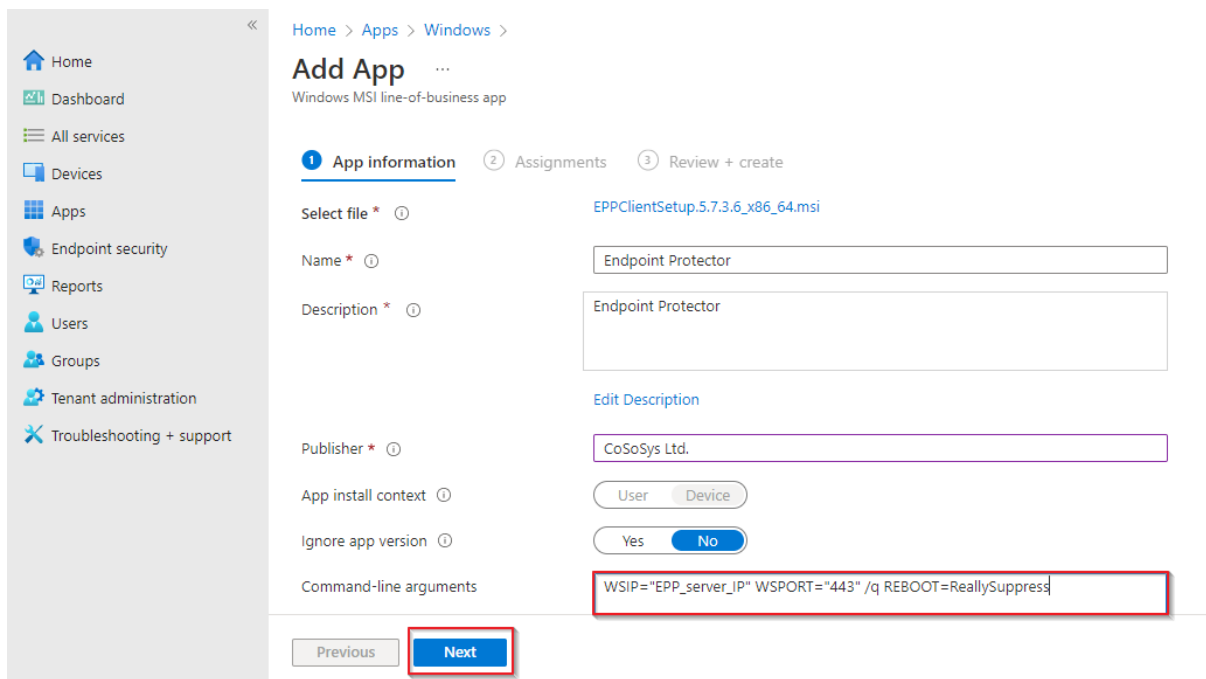 «
Home
Dashboard
All services
Devices
Apps
Endpoint security
Reports
Users
Groups
Tenant administration
Troubleshooting + support
Home > Apps > Windows >
Add App ...
Windows MSI line-of-business app
1 App information 2 Assignments 3 Review + create
Select file *
EPPClientSetup.5.7.3.6_x86_64.msi
Name *
Endpoint Protector
Description *
Endpoint Protector
Edit Description
Publisher *
CoSoSys Ltd.
App install context
User Device
Ignore app version
Yes No
Command-line arguments
WSIP="EPP_server_IP" WSPORT="443" /q REBOOT=ReallySuppress
Previous Next